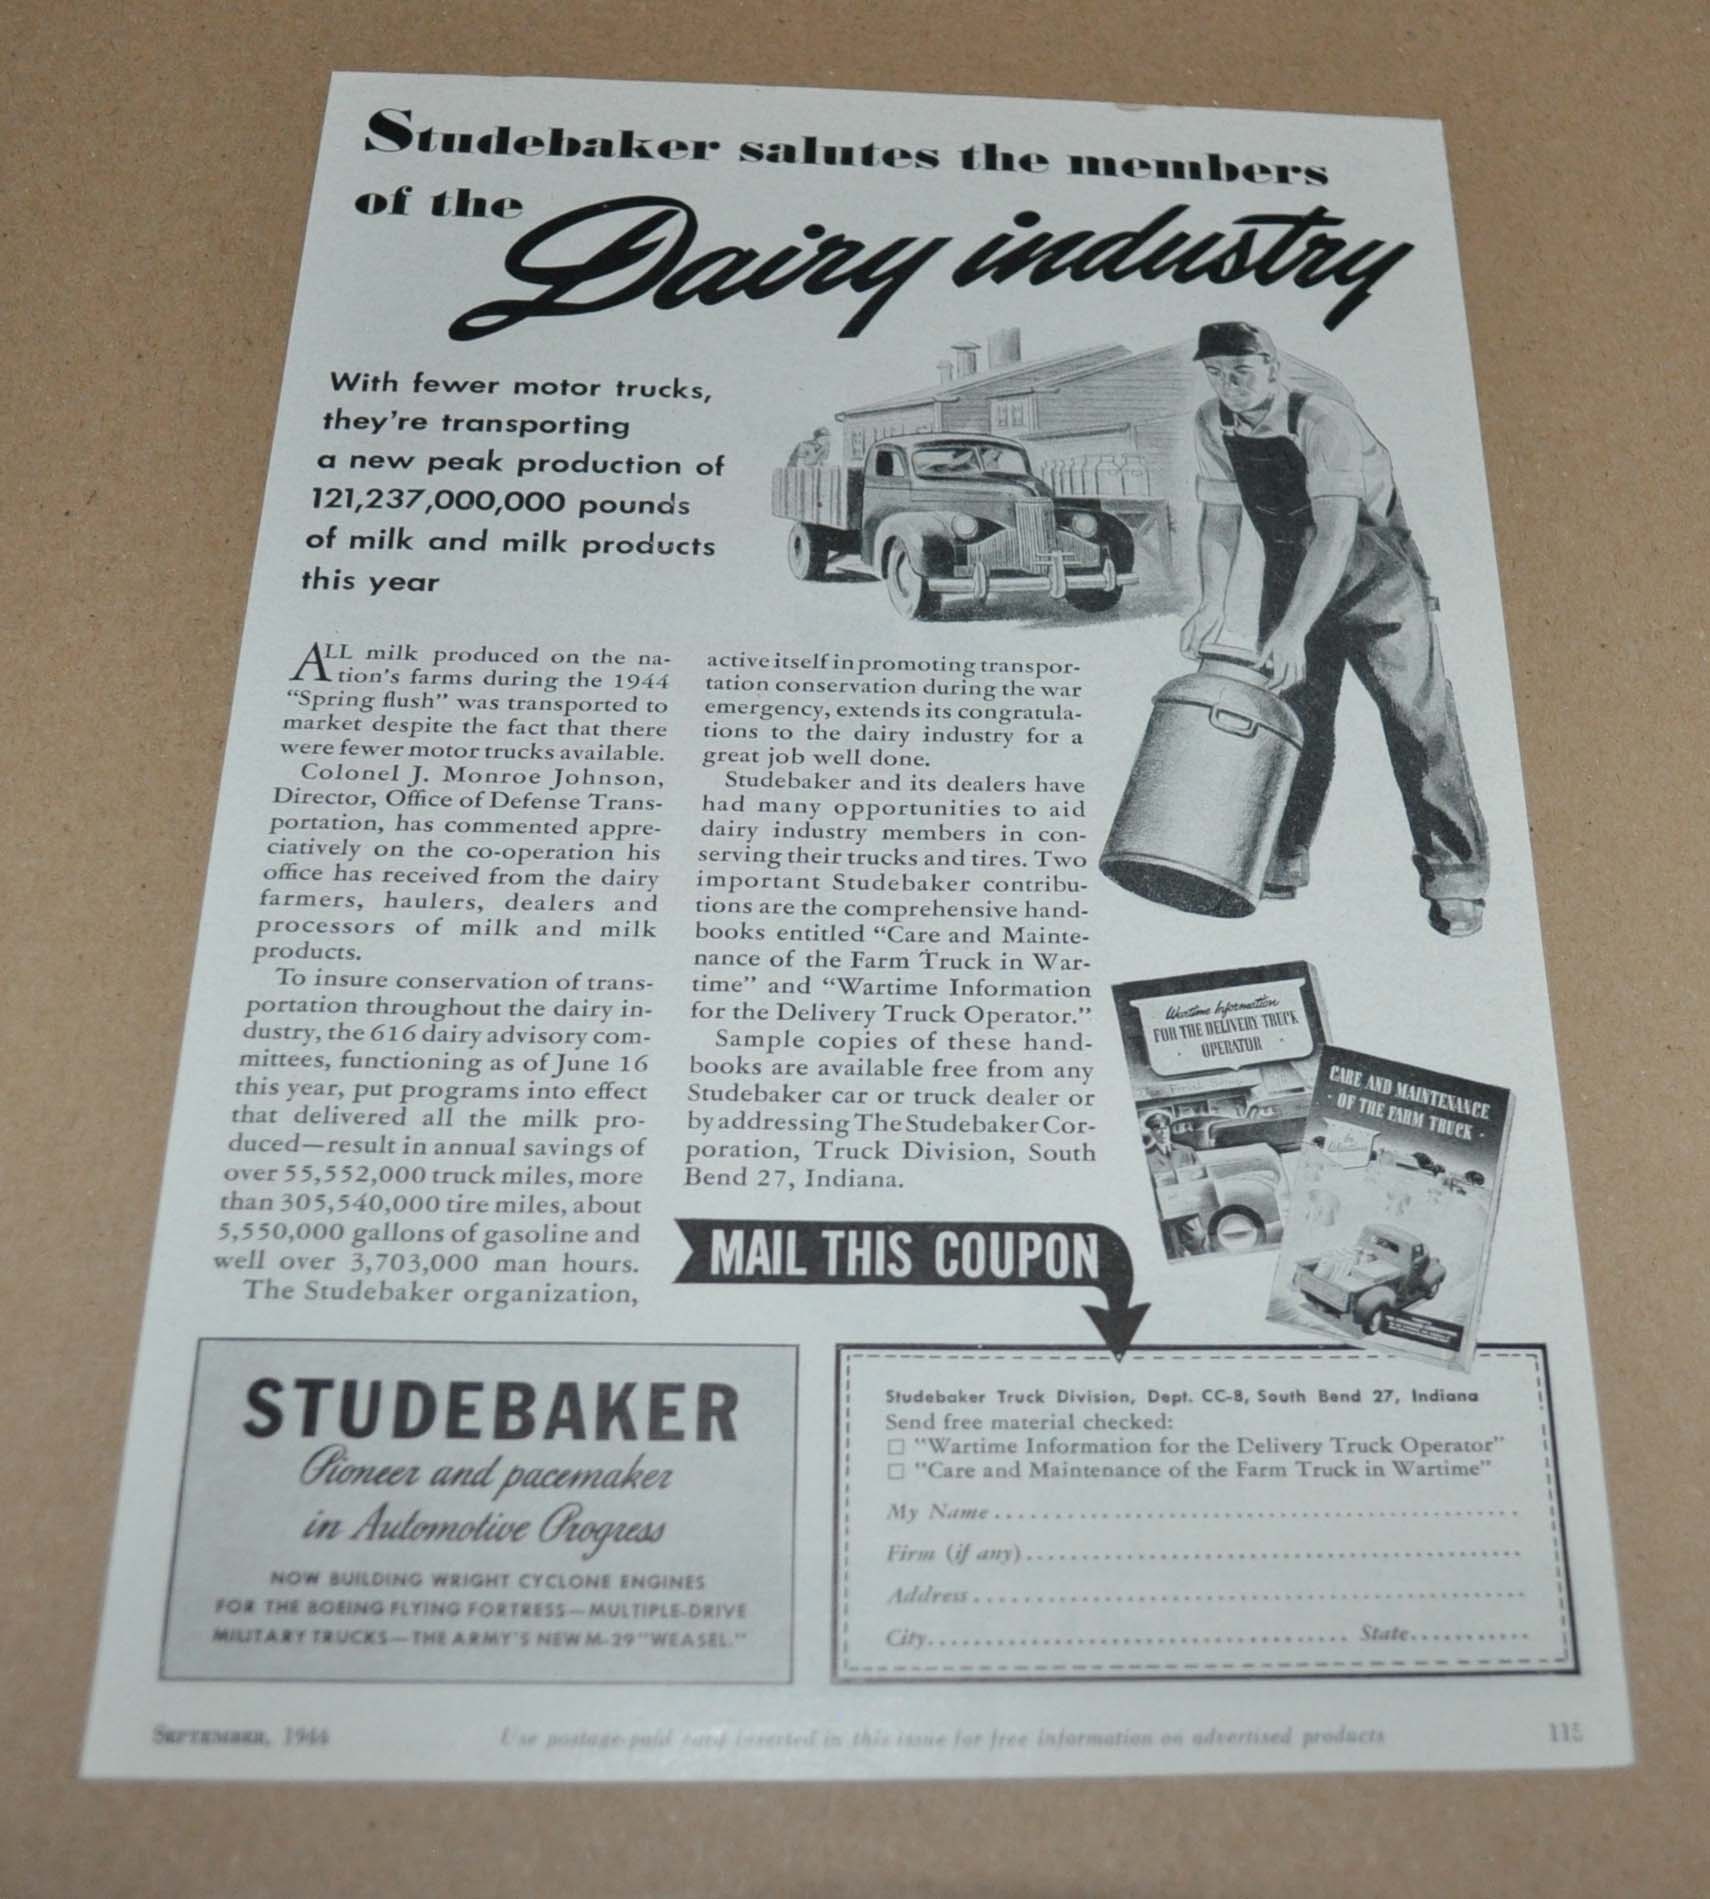 Studebaker salutes the members
of the Dairy industry
With fewer motor trucks,
they're transporting
a new peak production of
121,237,000,000 pounds
of milk and milk products
this year
ALL milk produced on the na-
tion's farms during the 1944
"Spring flush" was transported to
market despite the fact that there
were fewer motor trucks available.
Colonel J. Monroe Johnson,
Director, Office of Defense Trans-
portation, has commented appre-
ciatively on the co-operation his
office has received from the dairy
farmers, haulers, dealers and
processors of milk and milk
products.
To insure conservation of trans-
portation throughout the dairy in-
dustry, the 616 dairy advisory com-
mittees, functioning as of June 16
this year, put programs into effect
that delivered all the milk pro-
duced—result in annual savings of
over 55,552,000 truck miles, more
than 305,540,000 tire miles, about
5,550,000 gallons of gasoline and
well over 3,703,000 man hours.
The Studebaker organization,
active itself in promoting transpor-
tation conservation during the war
emergency, extends its congratula-
tions to the dairy industry for a
great job well done.
Studebaker and its dealers have
had many opportunities to aid
dairy industry members in con-
serving their trucks and tires. Two
important Studebaker contribu-
tions are the comprehensive hand-
books entitled "Care and Mainte-
nance of the Farm Truck in War-
time" and "Wartime Information
for the Delivery Truck Operator."
Sample copies of these hand-
books are available free from any
Studebaker car or truck dealer or
by addressing The Studebaker Cor-
poration, Truck Division, South
Bend 27, Indiana.
Wartime Information
FOR THE DELIVERY TRUCK
OPERATOR
CARE AND MAINTENANCE
· OF THE FARM TRUCK ·
MAIL THIS COUPON
STUDEBAKER
Pioneer and pacemaker
in Automotive Progress
NOW BUILDING WRIGHT CYCLONE ENGINES
FOR THE BOEING FLYING FORTRESS—MULTIPLE-DRIVE
MILITARY TRUCKS—THE ARMY'S NEW M-29 "WEASEL."
Studebaker Truck Division, Dept. CC-8, South Bend 27, Indiana
Send free material checked:
□ "Wartime Information for the Delivery Truck Operator"
□ "Care and Maintenance of the Farm Truck in Wartime"
My Name
Firm (if any)
Address
City State
SEPTEMBER, 1944
Use postage-paid card inserted in this issue for free information on advertised products
115